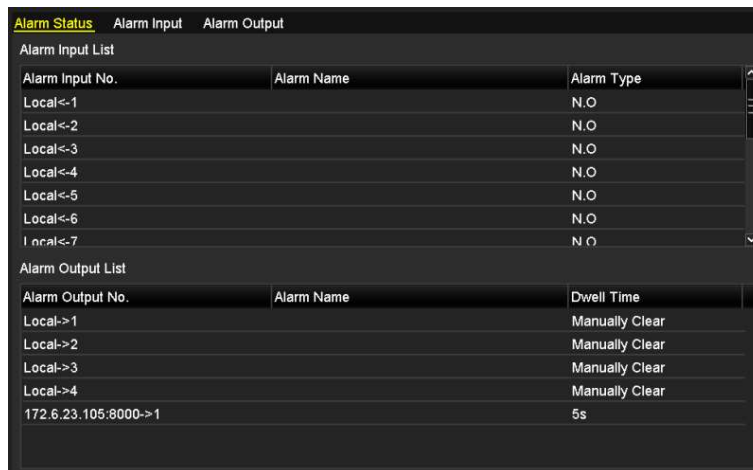 Alarm Status Alarm Input Alarm Output
Alarm Input List
Alarm Input No. Alarm Name Alarm Type
Local<-1 N.O
Local<-2 N.O
Local<-3 N.O
Local<-4 N.O
Local<-5 N.O
Local<-6 N.O
Local<-7 N.O
Alarm Output List
Alarm Output No. Alarm Name Dwell Time
Local->1 Manually Clear
Local->2 Manually Clear
Local->3 Manually Clear
Local->4 Manually Clear
172.6.23.105:8000->1 5s